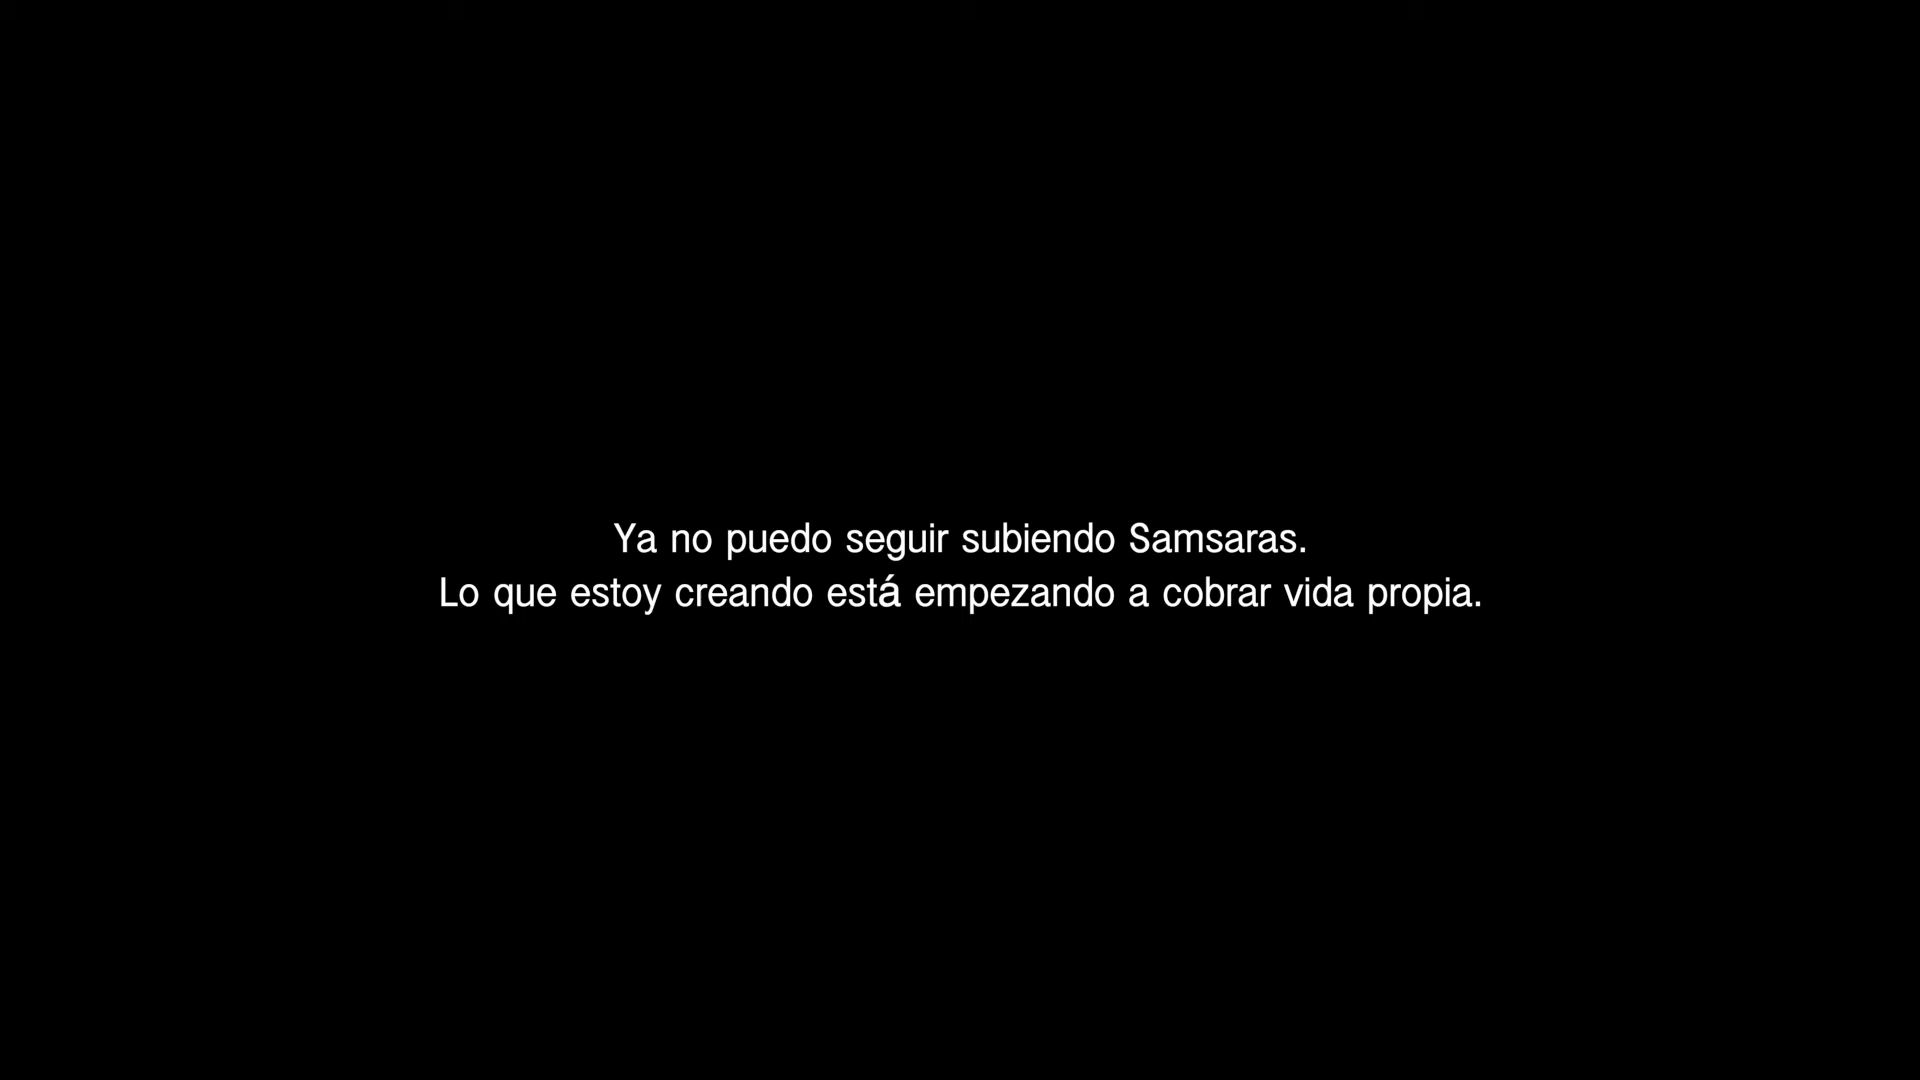 Ya no puedo seguir subiendo Samsaras.
Lo que estoy creando está empezando a cobrar vida propia.